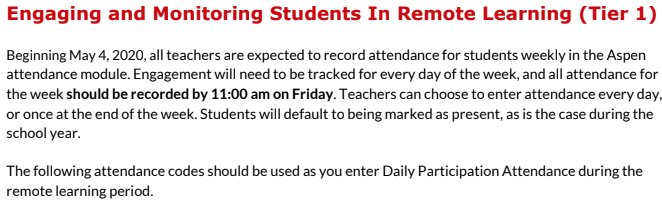 Engaging and Monitoring Students In Remote Learning (Tier 1)
Beginning May 4, 2020, all teachers are expected to record attendance for students weekly in the Aspen
attendance module. Engagement will need to be tracked for every day of the week, and all attendance for
the week should be recorded by 11:00 am on Friday. Teachers can choose to enter attendance every day,
or once at the end of the week. Students will default to being marked as present, as is the case during the
school year.
The following attendance codes should be used as you enter Daily Participation Attendance during the
remote learning period.